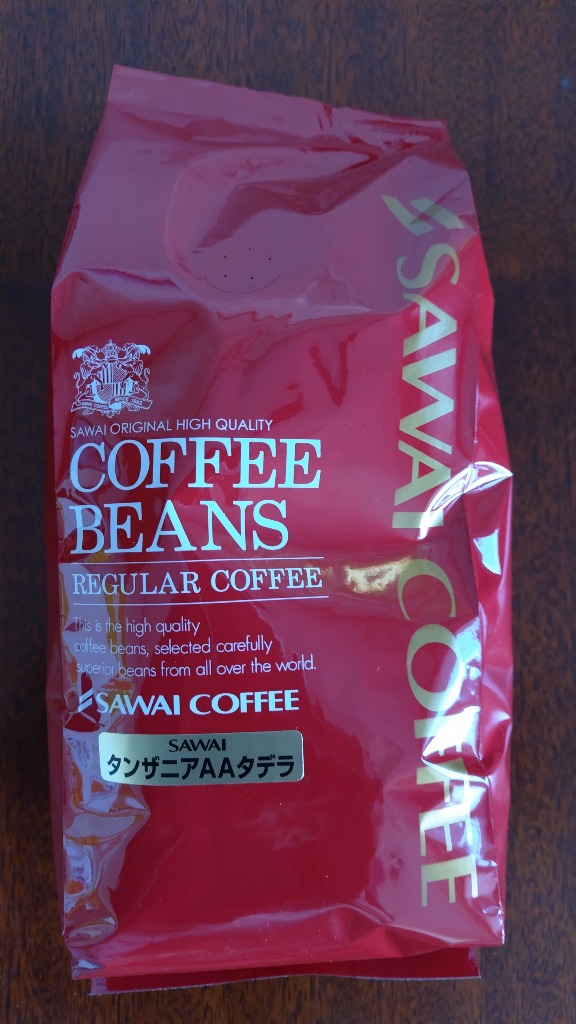 SAWAI ORIGINAL HIGH QUALITY
COFFEE
BEANS
REGULAR COFFEE
This is the high quality
coffee beans, selected carefully
superior beans from all over the world.
SAWAI COFFEE
SAWAI
タンザニアAAタデラ
SAWAI COFFEE